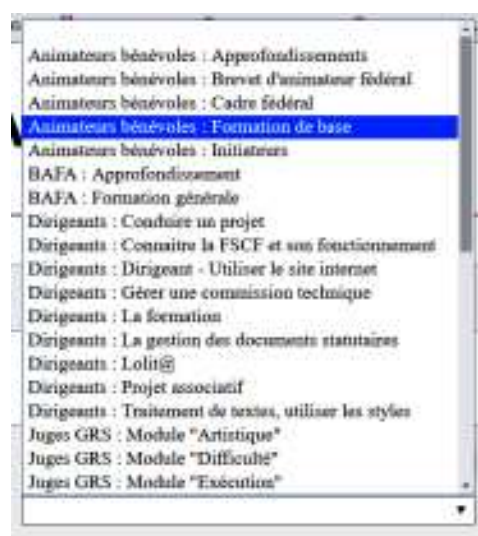 Animateurs bénévoles : Approfondissements
Animateurs bénévoles : Brevet d'animateur fédéral
Animateurs bénévoles : Cadre fédéral
Animateurs bénévoles : Formation de base
Animateurs bénévoles : Initiateurs
BAFA : Approfondissement
BAFA : Formation générale
Dirigeants : Conduire un projet
Dirigeants : Connaitre la FSCF et son fonctionnement
Dirigeants : Dirigeant - Utiliser le site internet
Dirigeants : Gérer une commission technique
Dirigeants : La formation
Dirigeants : La gestion des documents statutaires
Dirigeants : Lolit@
Dirigeants : Projet associatif
Dirigeants : Traitement de textes, utiliser les styles
Juges GRS : Module "Artistique"
Juges GRS : Module "Difficulté"
Juges GRS : Module "Exécution"